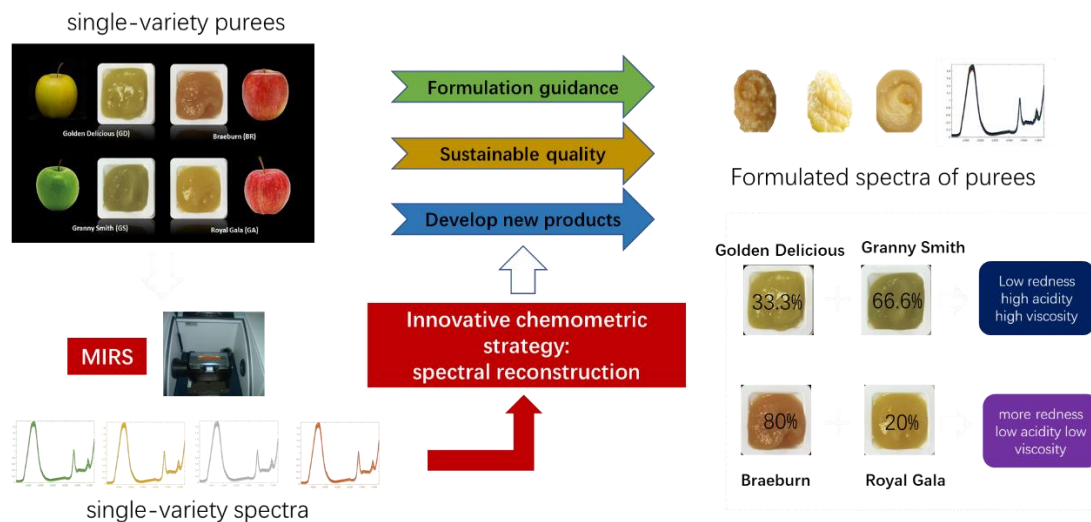 single-variety purees
Golden Delicious (GD)
Braeburn (BR)
Granny Smith (GS)
Royal Gala (GA)
MIRS
single-variety spectra
Formulation guidance
Sustainable quality
Develop new products
Innovative chemometric
strategy:
spectral reconstruction
Formulated spectra of purees
Golden Delicious
Granny Smith
33.3%
66.6%
Low redness
high acidity
high viscosity
80%
20%
more redness
low acidity low
viscosity
Braeburn
Royal Gala